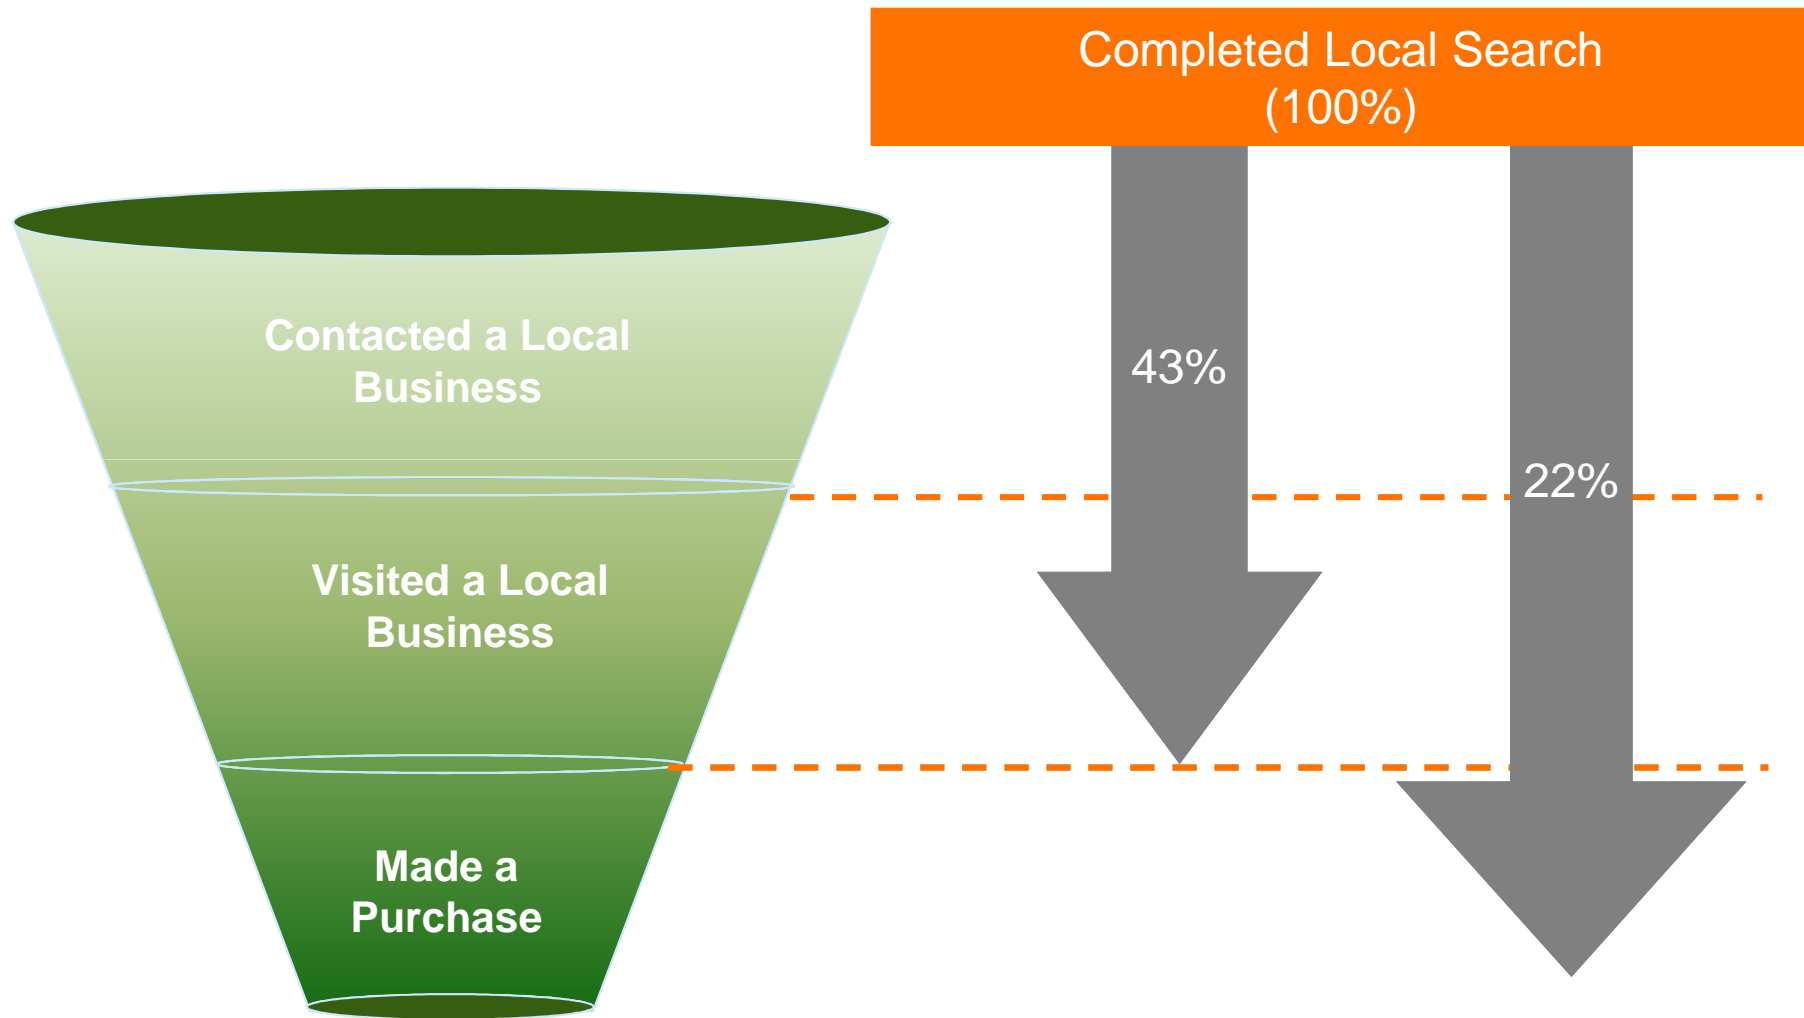 Completed Local Search
(100%)
Contacted a Local
Business
43%
22%
Visited a Local
Business
Made a
Purchase